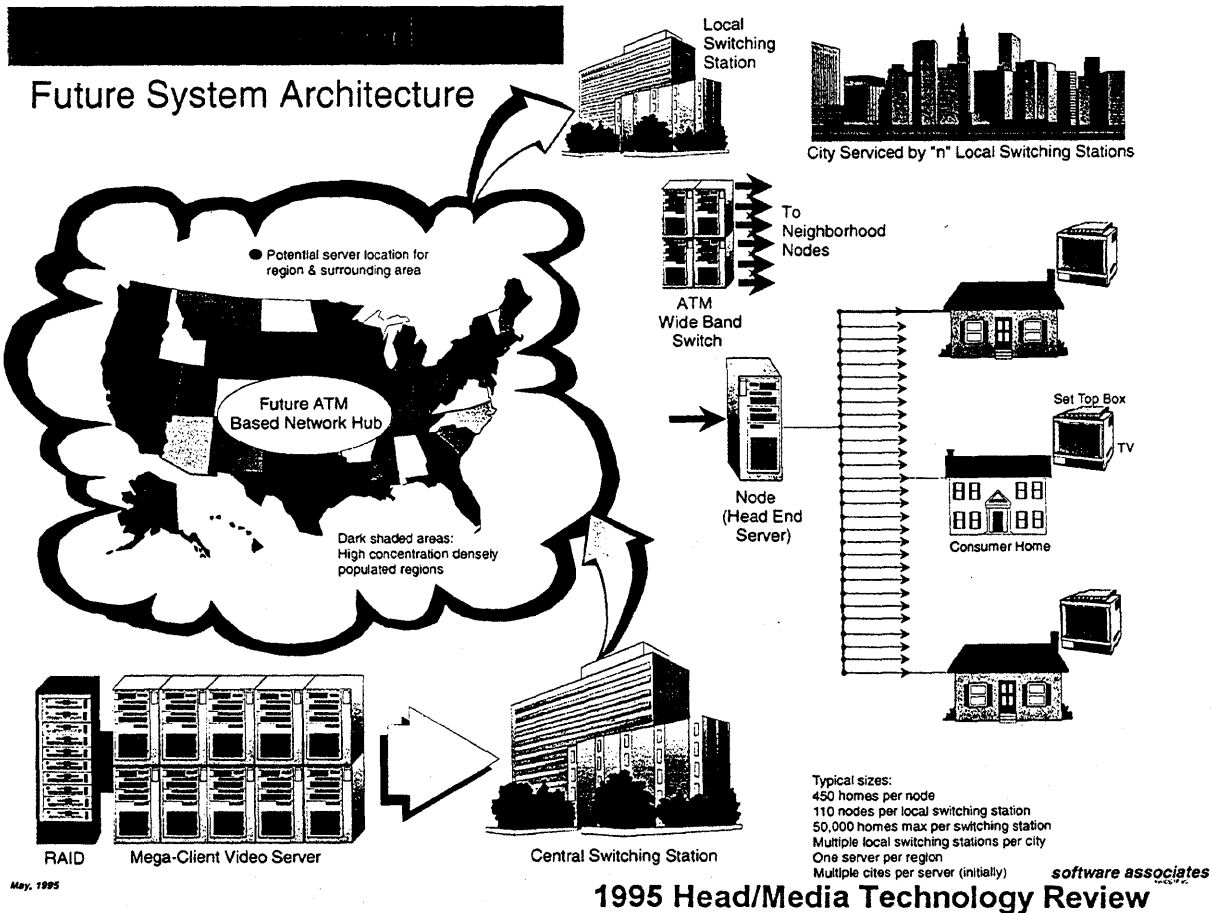 Future System Architecture
Local
Switching
Station
City Serviced by "n" Local Switching Stations
Potential server location for
region & surrounding area
Future ATM
Based Network Hub
Dark shaded areas:
High concentration densely
populated regions
To
Neighborhood
Nodes
ATM
Wide Band
Switch
Node
(Head End
Server)
Set Top Box
TV
Consumer Home
RAID
Mega-Client Video Server
Central Switching Station
Typical sizes:
450 homes per node
110 nodes per local switching station
50,000 homes max per switching station
Multiple local switching stations per city
One server per region
Multiple cites per server (initially)
software associates
May, 1995
1995 Head/Media Technology Review